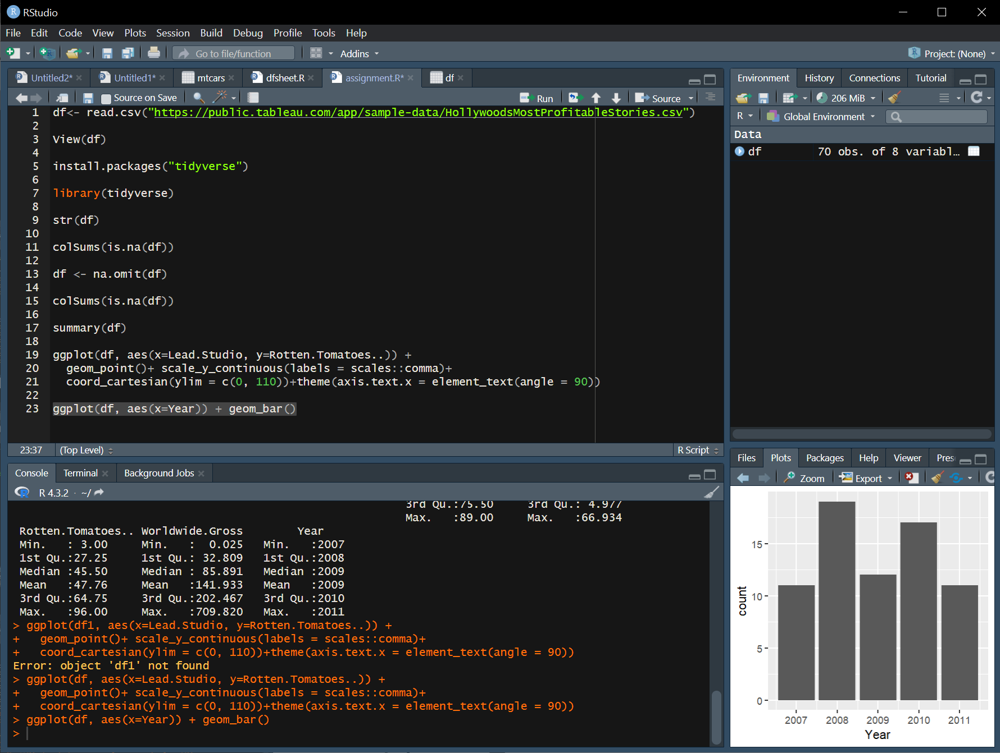 RStudio
File Edit Code View Plots Session Build Debug Profile Tools Help
Go to file/function Addins Project: (None)
Untitled2* Untitled1* mtcars dfsheet.R assignment.R* df
Source on Save Run Source
1 df<- read.csv("https://public.tableau.com/app/sample-data/HollywoodsMostProfitableStories.csv")
2
3 View(df)
4
5 install.packages("tidyverse")
6
7 library(tidyverse)
8
9 str(df)
10
11 colSums(is.na(df))
12
13 df <- na.omit(df)
14
15 colSums(is.na(df))
16
17 summary(df)
18
19 ggplot(df, aes(x=Lead.Studio, y=Rotten.Tomatoes..)) +
20   geom_point()+ scale_y_continuous(labels = scales::comma)+
21   coord_cartesian(ylim = c(0, 110))+theme(axis.text.x = element_text(angle = 90))
22
23 ggplot(df, aes(x=Year)) + geom_bar()
23:37 (Top Level) R Script
Console Terminal Background Jobs
R 4.3.2 · ~/
3rd Qu.:75.50 3rd Qu.: 4.977
Max. :89.00 Max. :66.934
Rotten.Tomatoes.. Worldwide.Gross Year
Min. : 3.00 Min. : 0.025 Min. :2007
1st Qu.:27.25 1st Qu.: 32.809 1st Qu.:2008
Median :45.50 Median : 85.891 Median :2009
Mean :47.76 Mean :141.933 Mean :2009
3rd Qu.:64.75 3rd Qu.:202.467 3rd Qu.:2010
Max. :96.00 Max. :709.820 Max. :2011
> ggplot(df1, aes(x=Lead.Studio, y=Rotten.Tomatoes..)) +
+   geom_point()+ scale_y_continuous(labels = scales::comma)+
+   coord_cartesian(ylim = c(0, 110))+theme(axis.text.x = element_text(angle = 90))
Error: object 'df1' not found
> ggplot(df, aes(x=Lead.Studio, y=Rotten.Tomatoes..)) +
+   geom_point()+ scale_y_continuous(labels = scales::comma)+
+   coord_cartesian(ylim = c(0, 110))+theme(axis.text.x = element_text(angle = 90))
> ggplot(df, aes(x=Year)) + geom_bar()
>
Environment History Connections Tutorial
206 MiB
R Global Environment
Data
df 70 obs. of 8 variabl…
Files Plots Packages Help Viewer Pres
Zoom Export
count
15
10
5
0
2007 2008 2009 2010 2011
Year